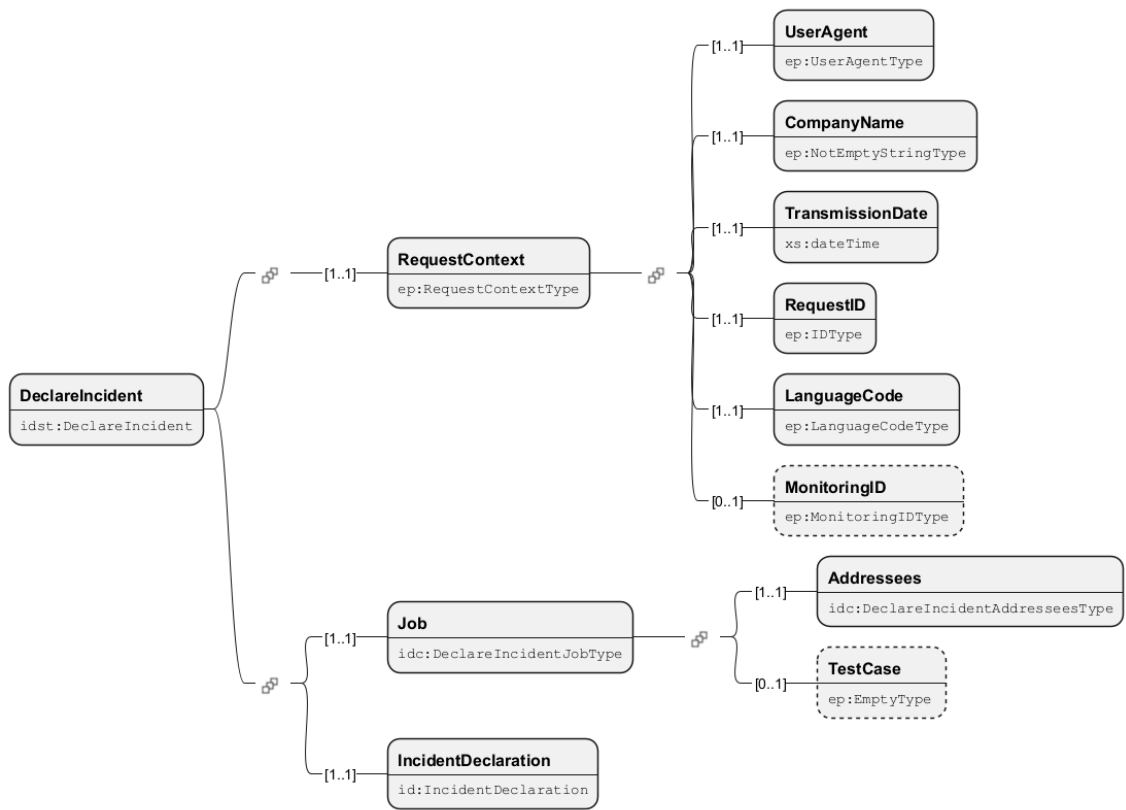 UserAgent
[1..1]
ep:UserAgentType
CompanyName
[1..1]
ep:NotEmptyStringType
TransmissionDate
[1..1]
xs:dateTime
RequestContext
[1..1]
ep:RequestContextType
RequestID
[1..1]
ep:IDType
DeclareIncident
idst:DeclareIncident
LanguageCode
[1..1]
ep:LanguageCodeType
MonitoringID
[0..1]
ep:MonitoringIDType
Addressees
[1..1]
idc:DeclareIncidentAddresseesType
Job
[1..1]
idc:DeclareIncidentJobType
TestCase
[0..1]
ep:EmptyType
IncidentDeclaration
[1..1]
id:IncidentDeclaration